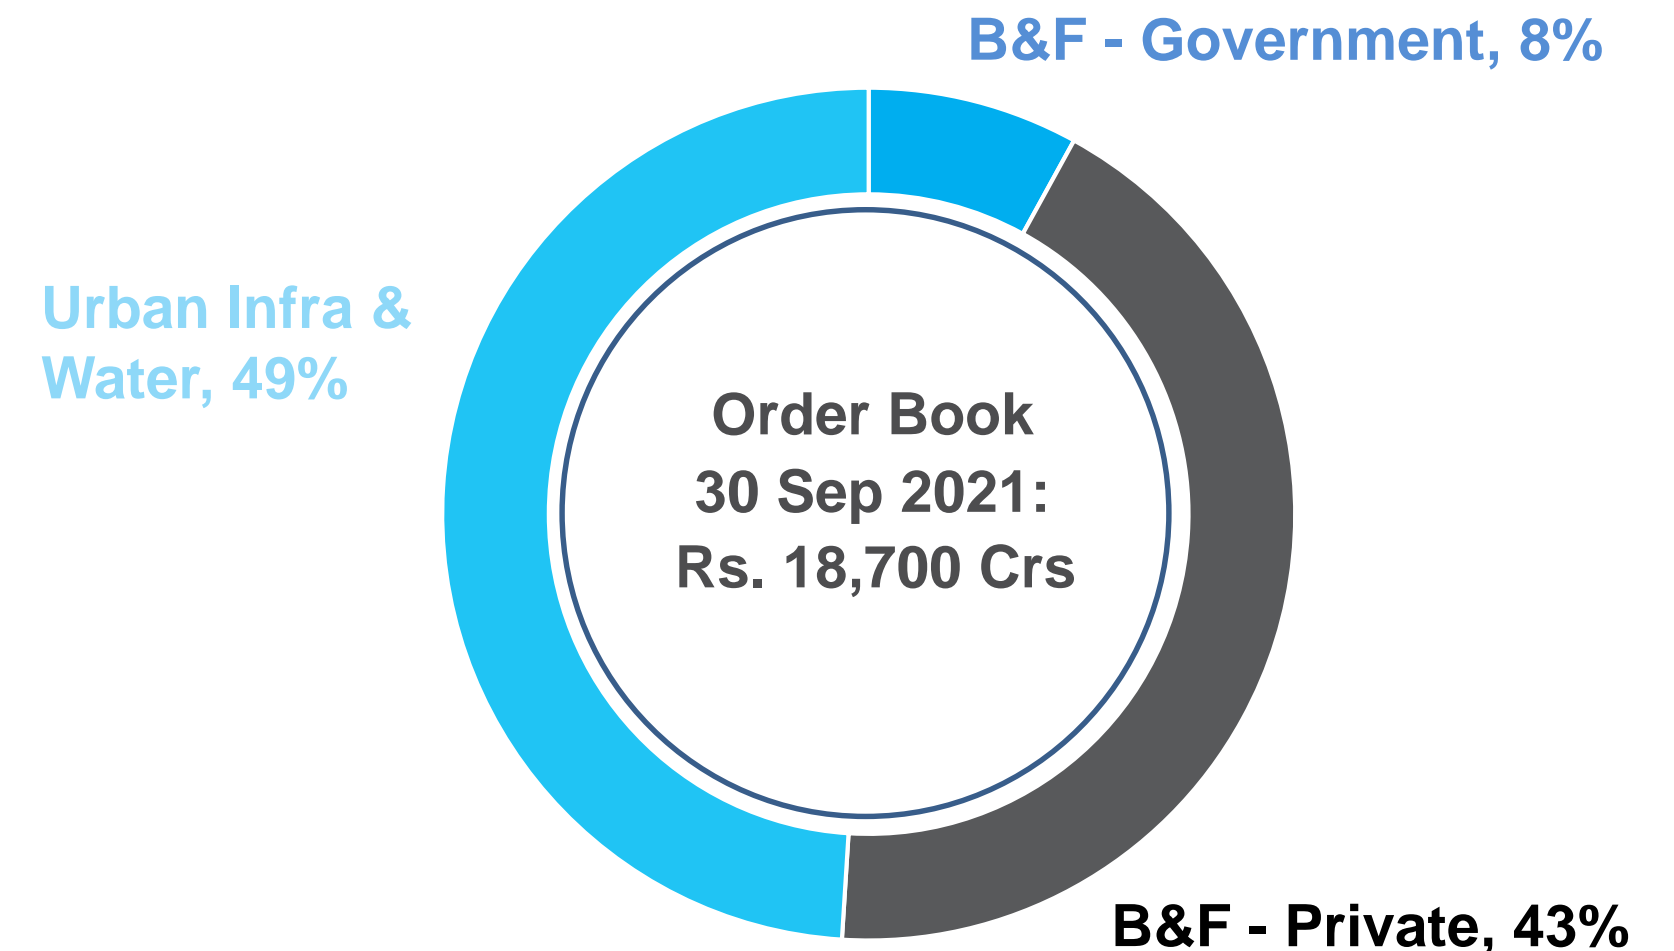 B&F - Government, 8%
Urban Infra &
Water, 49%
Order Book
30 Sep 2021:
Rs. 18,700 Crs
B&F - Private, 43%